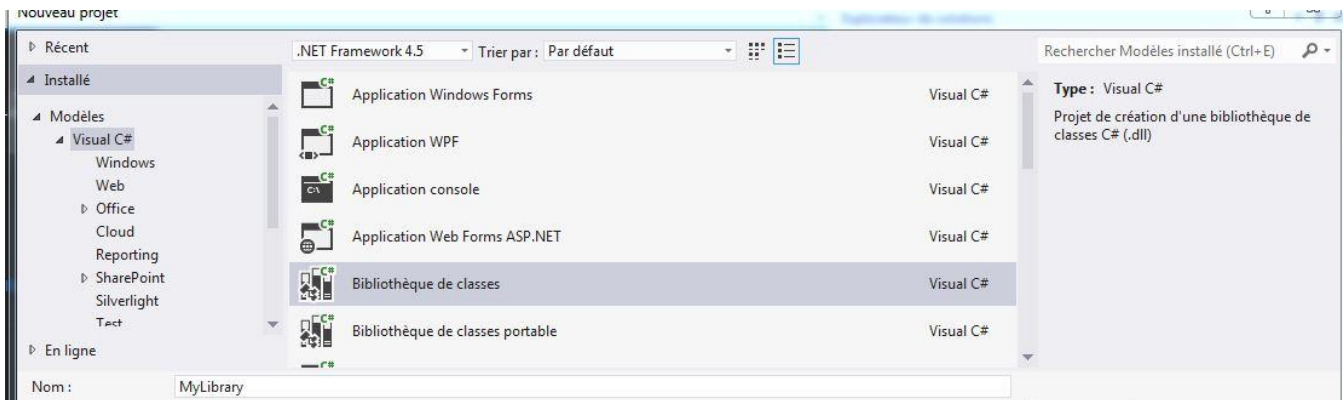 Nouveau projet
Récent
.NET Framework 4.5 Trier par : Par défaut
Rechercher Modèles installé (Ctrl+E)
Installé
Modèles
Visual C#
Windows
Web
Office
Cloud
Reporting
SharePoint
Silverlight
Test
En ligne
Application Windows Forms Visual C#
Application WPF Visual C#
Application console Visual C#
Application Web Forms ASP.NET Visual C#
Bibliothèque de classes Visual C#
Bibliothèque de classes portable Visual C#
Type : Visual C#
Projet de création d'une bibliothèque de
classes C# (.dll)
Nom : MyLibrary